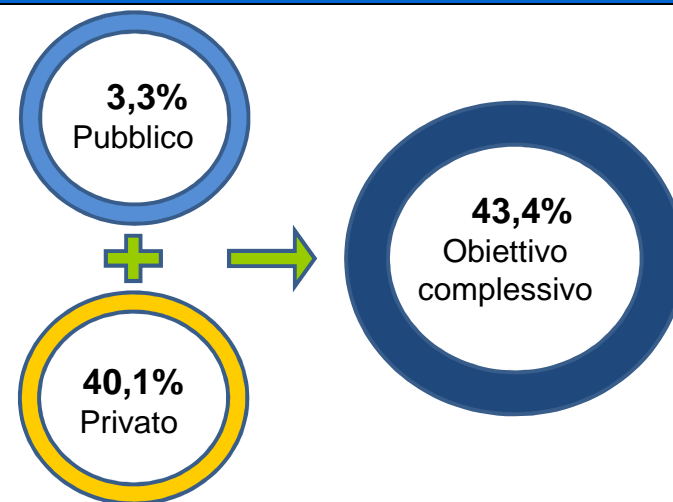 3,3%
Pubblico
43,4%
Obiettivo
complessivo
40,1%
Privato